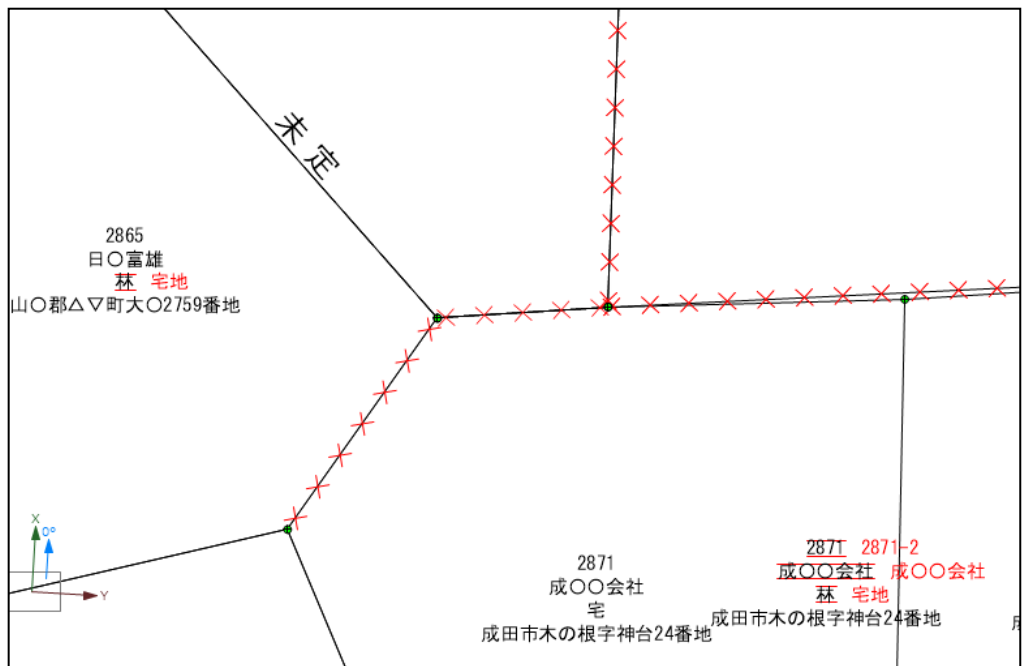 未定
2865
日〇富雄
林 宅地
山〇郡△▽町大〇2759番地
X
0°
Y
2871
成〇〇会社
宅
成田市木の根字神台24番地
2871 2871-2
成〇〇会社 成〇〇会社
林 宅地
成田市木の根字神台24番地